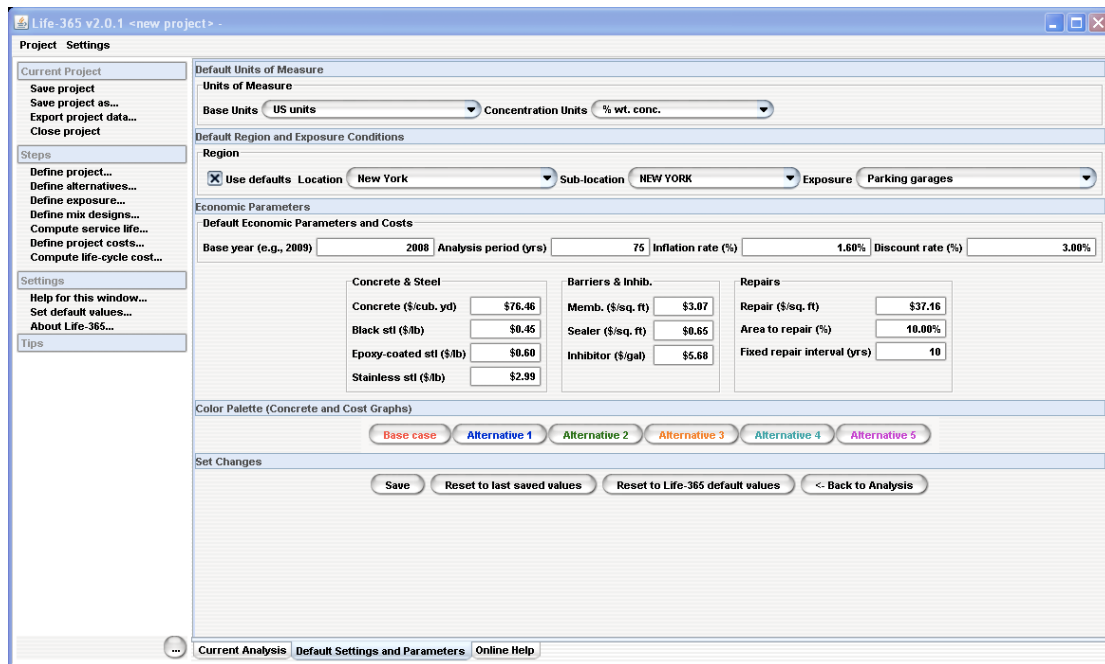 Life-365 v2.0.1 <new project> -
Project Settings
Current Project
Save project
Save project as...
Export project data...
Close project
Steps
Define project...
Define alternatives...
Define exposure...
Define mix designs...
Compute service life...
Define project costs...
Compute life-cycle cost...
Settings
Help for this window...
Set default values...
About Life-365...
Tips
...
Default Units of Measure
Units of Measure
Base Units US units Concentration Units % wt. conc.
Default Region and Exposure Conditions
Region
Use defaults Location New York Sub-location NEW YORK Exposure Parking garages
Economic Parameters
Default Economic Parameters and Costs
Base year (e.g., 2009) 2008 Analysis period (yrs) 75 Inflation rate (%) 1.60% Discount rate (%) 3.00%
Concrete & Steel
Concrete ($/cub. yd) $76.46
Black stl ($/lb) $0.45
Epoxy-coated stl ($/lb) $0.60
Stainless stl ($/lb) $2.99
Barriers & Inhib.
Memb. ($/sq. ft) $3.07
Sealer ($/sq. ft) $0.65
Inhibitor ($/gal) $5.68
Repairs
Repair ($/sq. ft) $37.16
Area to repair (%) 10.00%
Fixed repair interval (yrs) 10
Color Palette (Concrete and Cost Graphs)
Base case Alternative 1 Alternative 2 Alternative 3 Alternative 4 Alternative 5
Set Changes
Save Reset to last saved values Reset to Life-365 default values <- Back to Analysis
Current Analysis Default Settings and Parameters Online Help